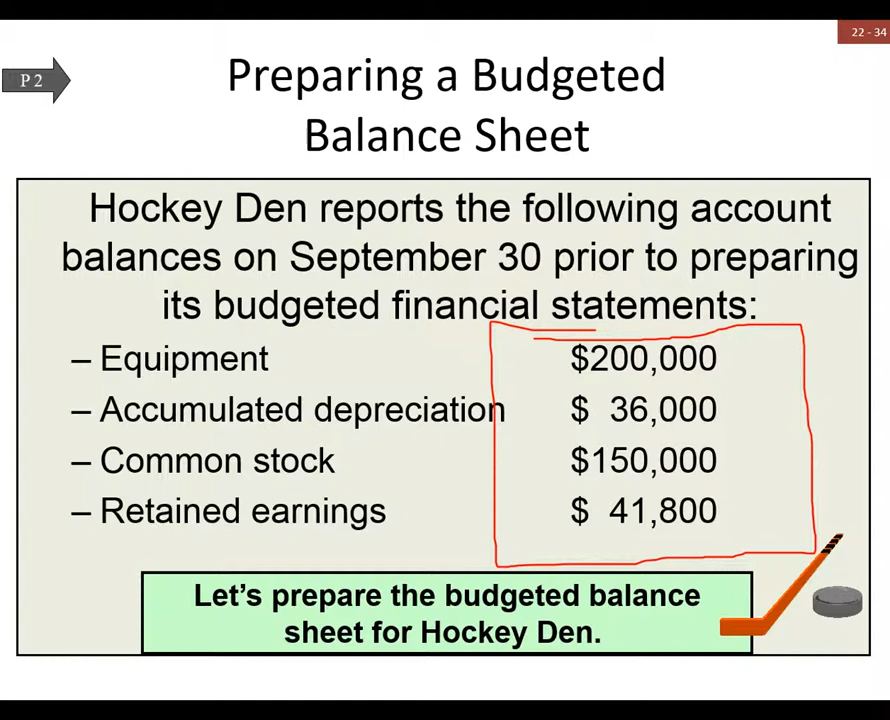 22 - 34
P 2
Preparing a Budgeted
Balance Sheet
Hockey Den reports the following account
balances on September 30 prior to preparing
its budgeted financial statements:
– Equipment $200,000
– Accumulated depreciation $ 36,000
– Common stock $150,000
– Retained earnings $ 41,800
Let’s prepare the budgeted balance
sheet for Hockey Den.